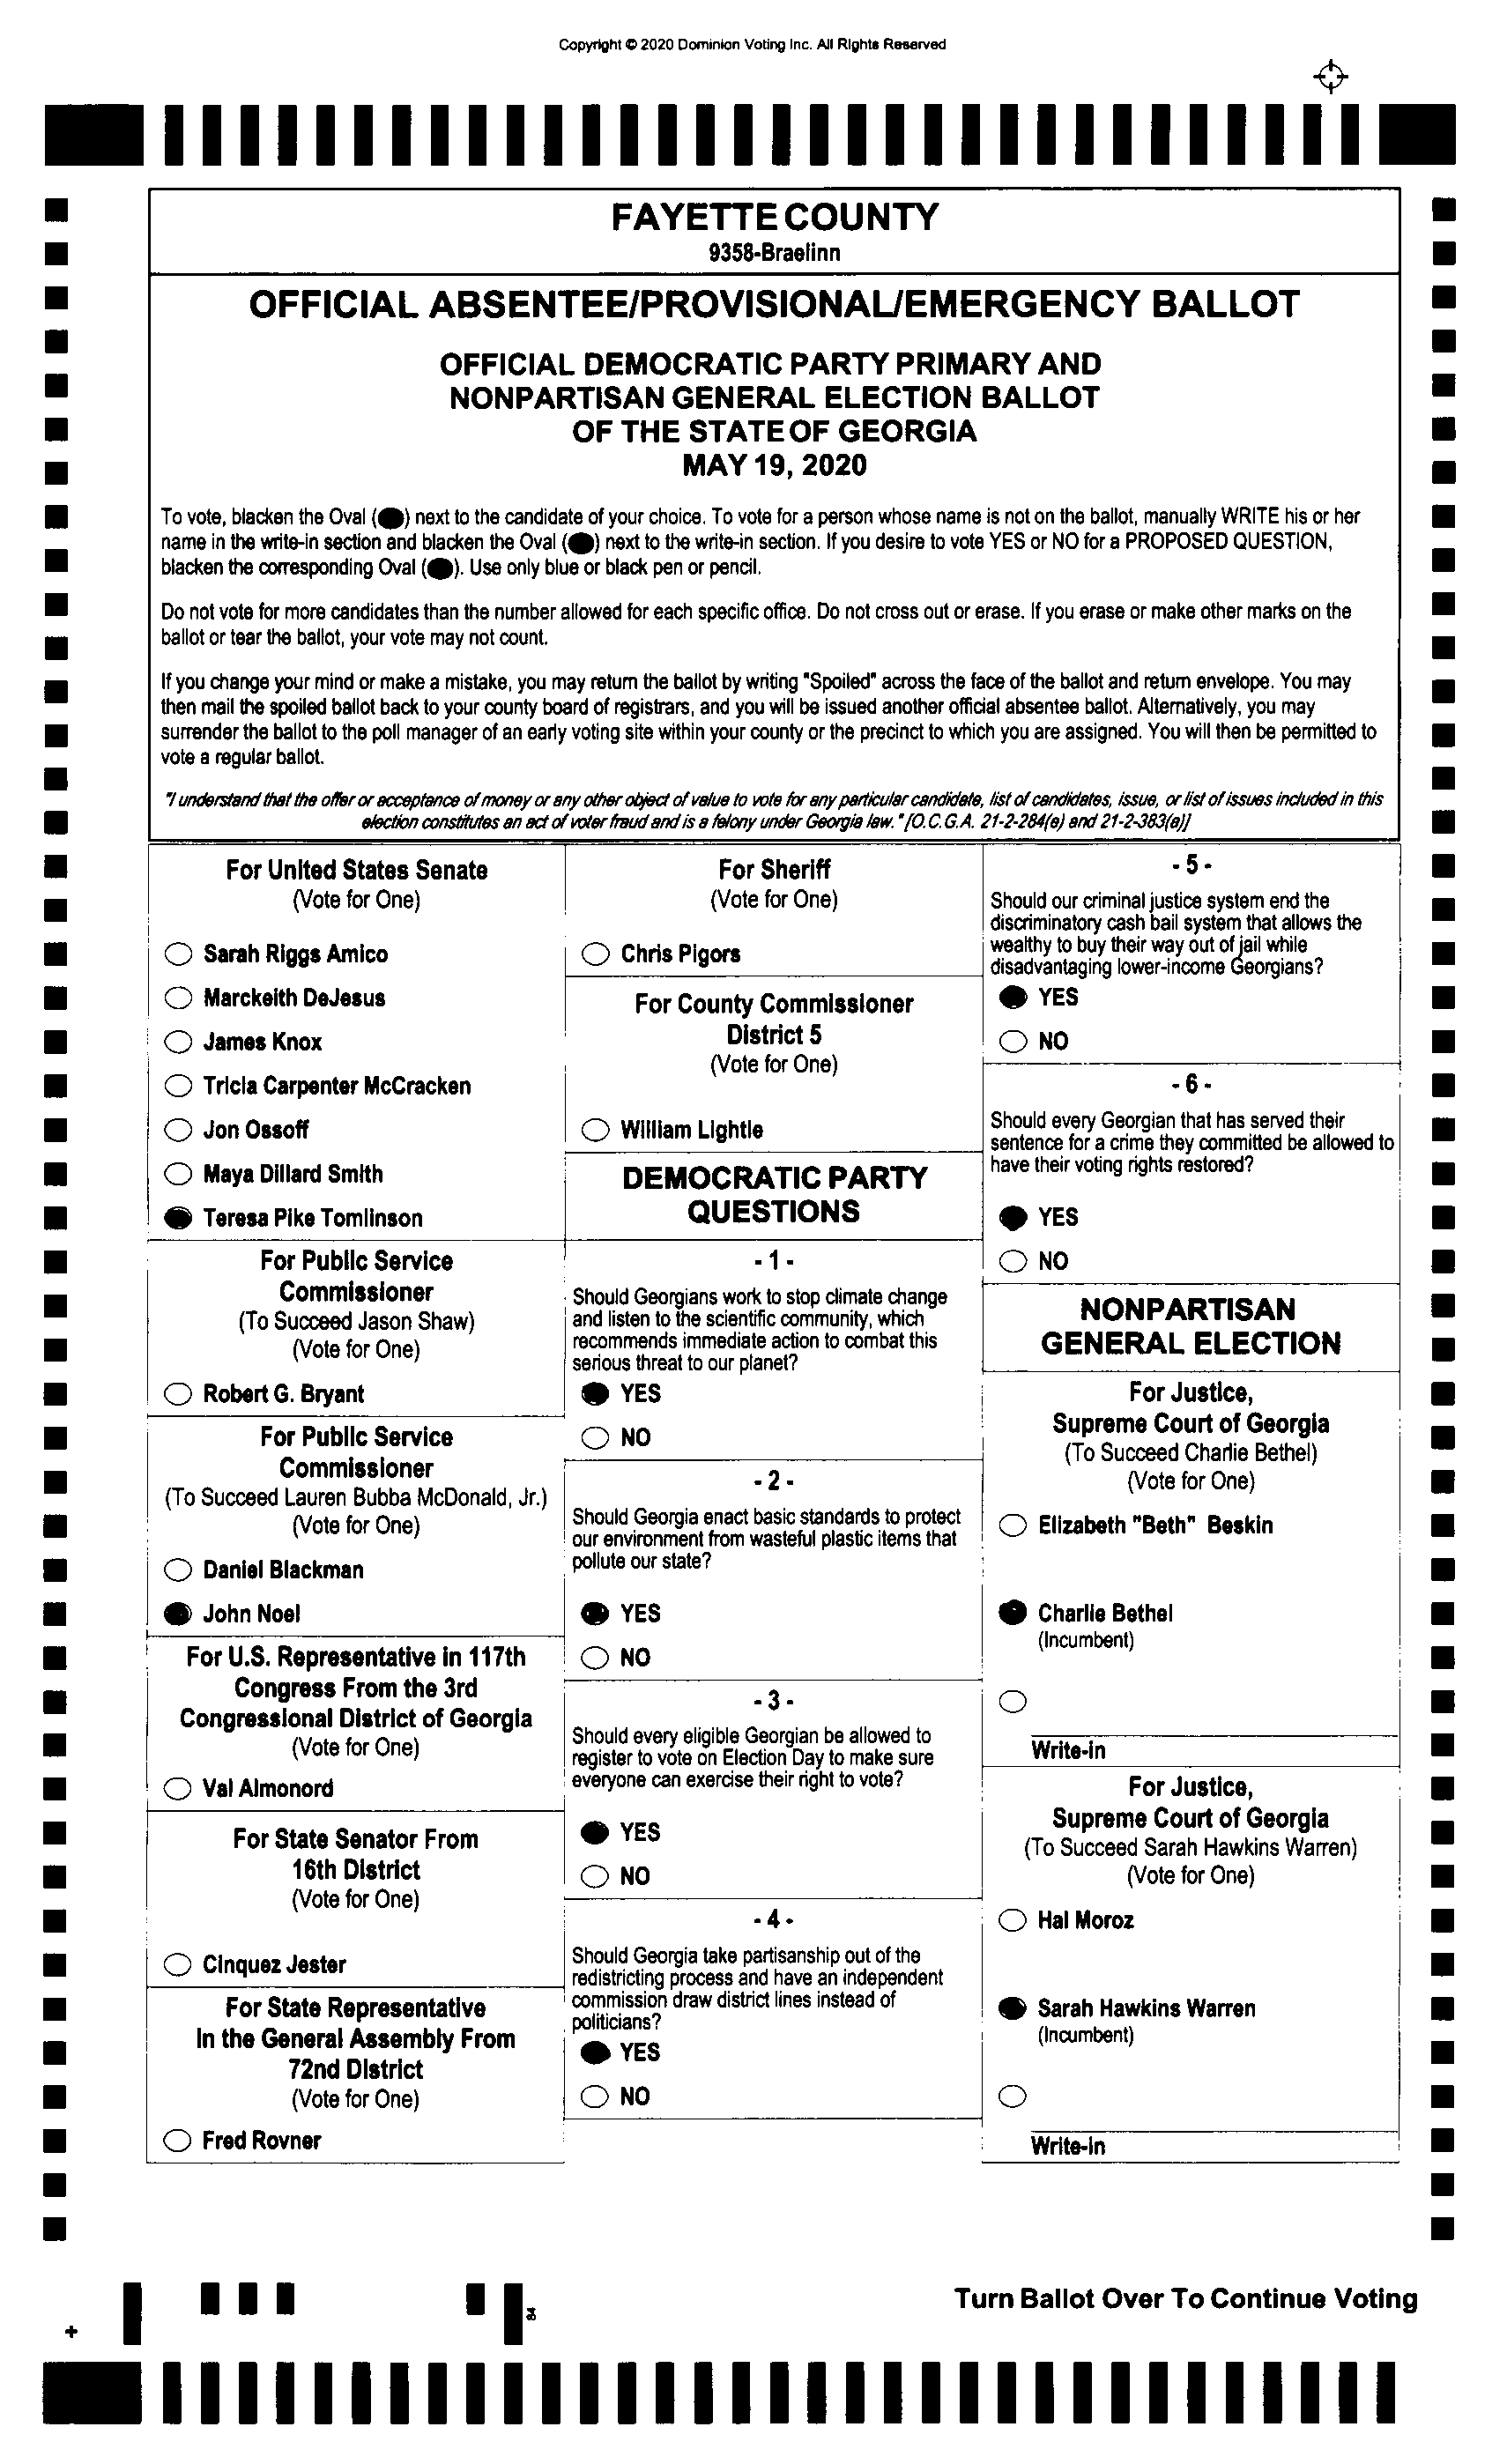 Copyright © 2020 Dominion Voting Inc. All Rights Reserved
FAYETTE COUNTY
9358-Braelinn
OFFICIAL ABSENTEE/PROVISIONAL/EMERGENCY BALLOT
OFFICIAL DEMOCRATIC PARTY PRIMARY AND
NONPARTISAN GENERAL ELECTION BALLOT
OF THE STATE OF GEORGIA
MAY 19, 2020
To vote, blacken the Oval (●) next to the candidate of your choice. To vote for a person whose name is not on the ballot, manually WRITE his or her
name in the write-in section and blacken the Oval (●) next to the write-in section. If you desire to vote YES or NO for a PROPOSED QUESTION,
blacken the corresponding Oval (●). Use only blue or black pen or pencil.
Do not vote for more candidates than the number allowed for each specific office. Do not cross out or erase. If you erase or make other marks on the
ballot or tear the ballot, your vote may not count.
If you change your mind or make a mistake, you may return the ballot by writing "Spoiled" across the face of the ballot and return envelope. You may
then mail the spoiled ballot back to your county board of registrars, and you will be issued another official absentee ballot. Alternatively, you may
surrender the ballot to the poll manager of an early voting site within your county or the precinct to which you are assigned. You will then be permitted to
vote a regular ballot.
"I understand that the offer or acceptance of money or any other object of value to vote for any particular candidate, list of candidates, issue, or list of issues included in this
election constitutes an act of voter fraud and is a felony under Georgia law." [O.C.G.A. 21-2-284(e) and 21-2-383(a)]
For United States Senate
(Vote for One)
Sarah Riggs Amico
Marckeith DeJesus
James Knox
Tricia Carpenter McCracken
Jon Ossoff
Maya Dillard Smith
Teresa Pike Tomlinson
For Public Service
Commissioner
(To Succeed Jason Shaw)
(Vote for One)
Robert G. Bryant
For Public Service
Commissioner
(To Succeed Lauren Bubba McDonald, Jr.)
(Vote for One)
Daniel Blackman
John Noel
For U.S. Representative in 117th
Congress From the 3rd
Congressional District of Georgia
(Vote for One)
Val Almonord
For State Senator From
16th District
(Vote for One)
Cinquez Jester
For State Representative
In the General Assembly From
72nd District
(Vote for One)
Fred Rovner
For Sheriff
(Vote for One)
Chris Pigors
For County Commissioner
District 5
(Vote for One)
William Lightle
DEMOCRATIC PARTY
QUESTIONS
- 1 -
Should Georgians work to stop climate change
and listen to the scientific community, which
recommends immediate action to combat this
serious threat to our planet?
YES
NO
- 2 -
Should Georgia enact basic standards to protect
our environment from wasteful plastic items that
pollute our state?
YES
NO
- 3 -
Should every eligible Georgian be allowed to
register to vote on Election Day to make sure
everyone can exercise their right to vote?
YES
NO
- 4 -
Should Georgia take partisanship out of the
redistricting process and have an independent
commission draw district lines instead of
politicians?
YES
NO
- 5 -
Should our criminal justice system end the
discriminatory cash bail system that allows the
wealthy to buy their way out of jail while
disadvantaging lower-income Georgians?
YES
NO
- 6 -
Should every Georgian that has served their
sentence for a crime they committed be allowed to
have their voting rights restored?
YES
NO
NONPARTISAN
GENERAL ELECTION
For Justice,
Supreme Court of Georgia
(To Succeed Charlie Bethel)
(Vote for One)
Elizabeth "Beth" Beskin
Charlie Bethel
(Incumbent)
Write-in
For Justice,
Supreme Court of Georgia
(To Succeed Sarah Hawkins Warren)
(Vote for One)
Hal Moroz
Sarah Hawkins Warren
(Incumbent)
Write-in
Turn Ballot Over To Continue Voting